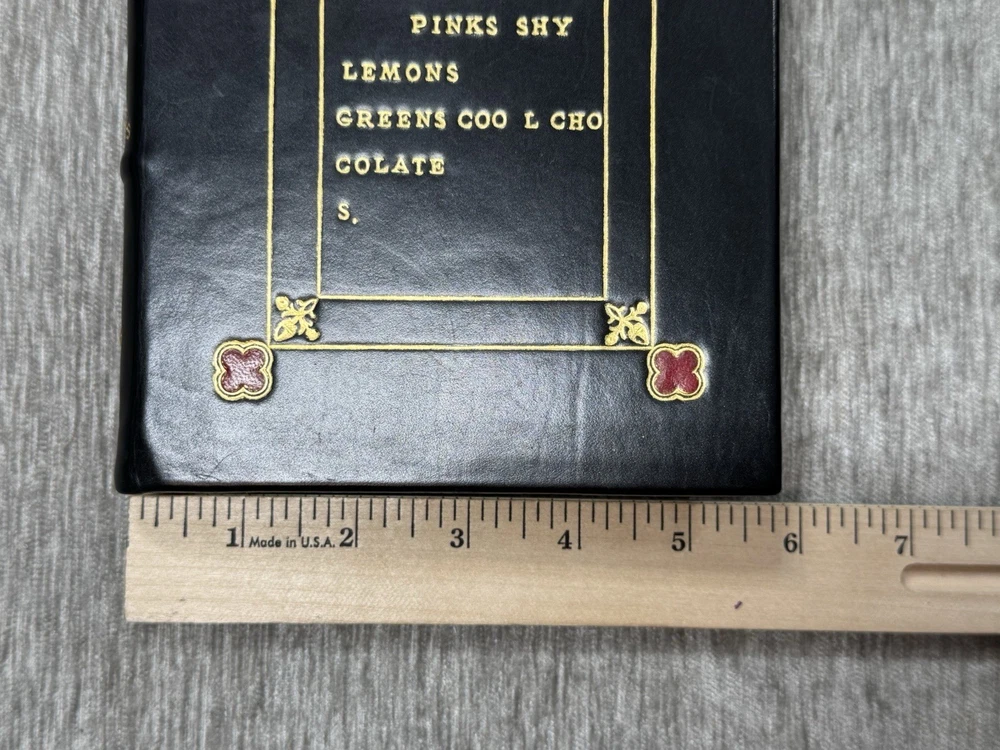 PINKS SHY
LEMONS
GREENS COO L CHO
COLATE
S.
1 Made in U.S.A. 2 3 4 5 6 7